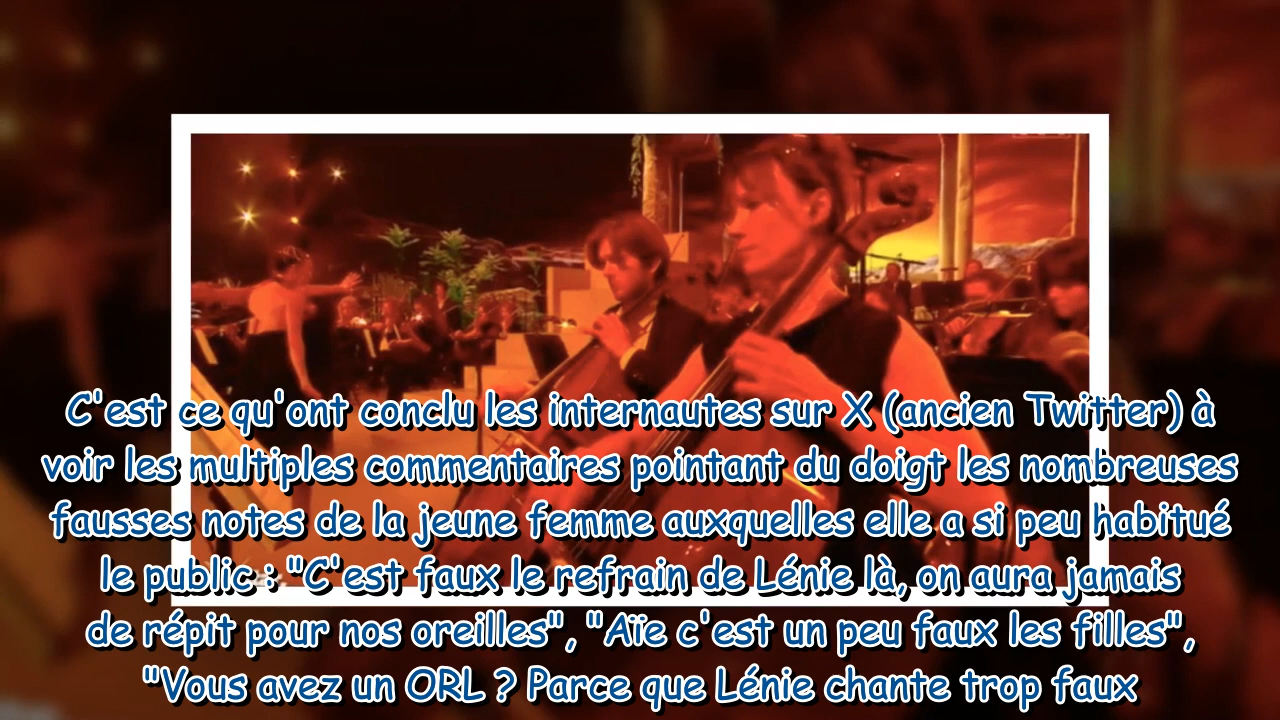 C'est ce qu'ont conclu les internautes sur X (ancien Twitter) à
voir les multiples commentaires pointant du doigt les nombreuses
fausses notes de la jeune femme auxquelles elle a si peu habitué
le public : "C'est faux le refrain de Lénie là, on aura jamais
de répit pour nos oreilles", "Aïe c'est un peu faux les filles",
"Vous avez un ORL ? Parce que Lénie chante trop faux